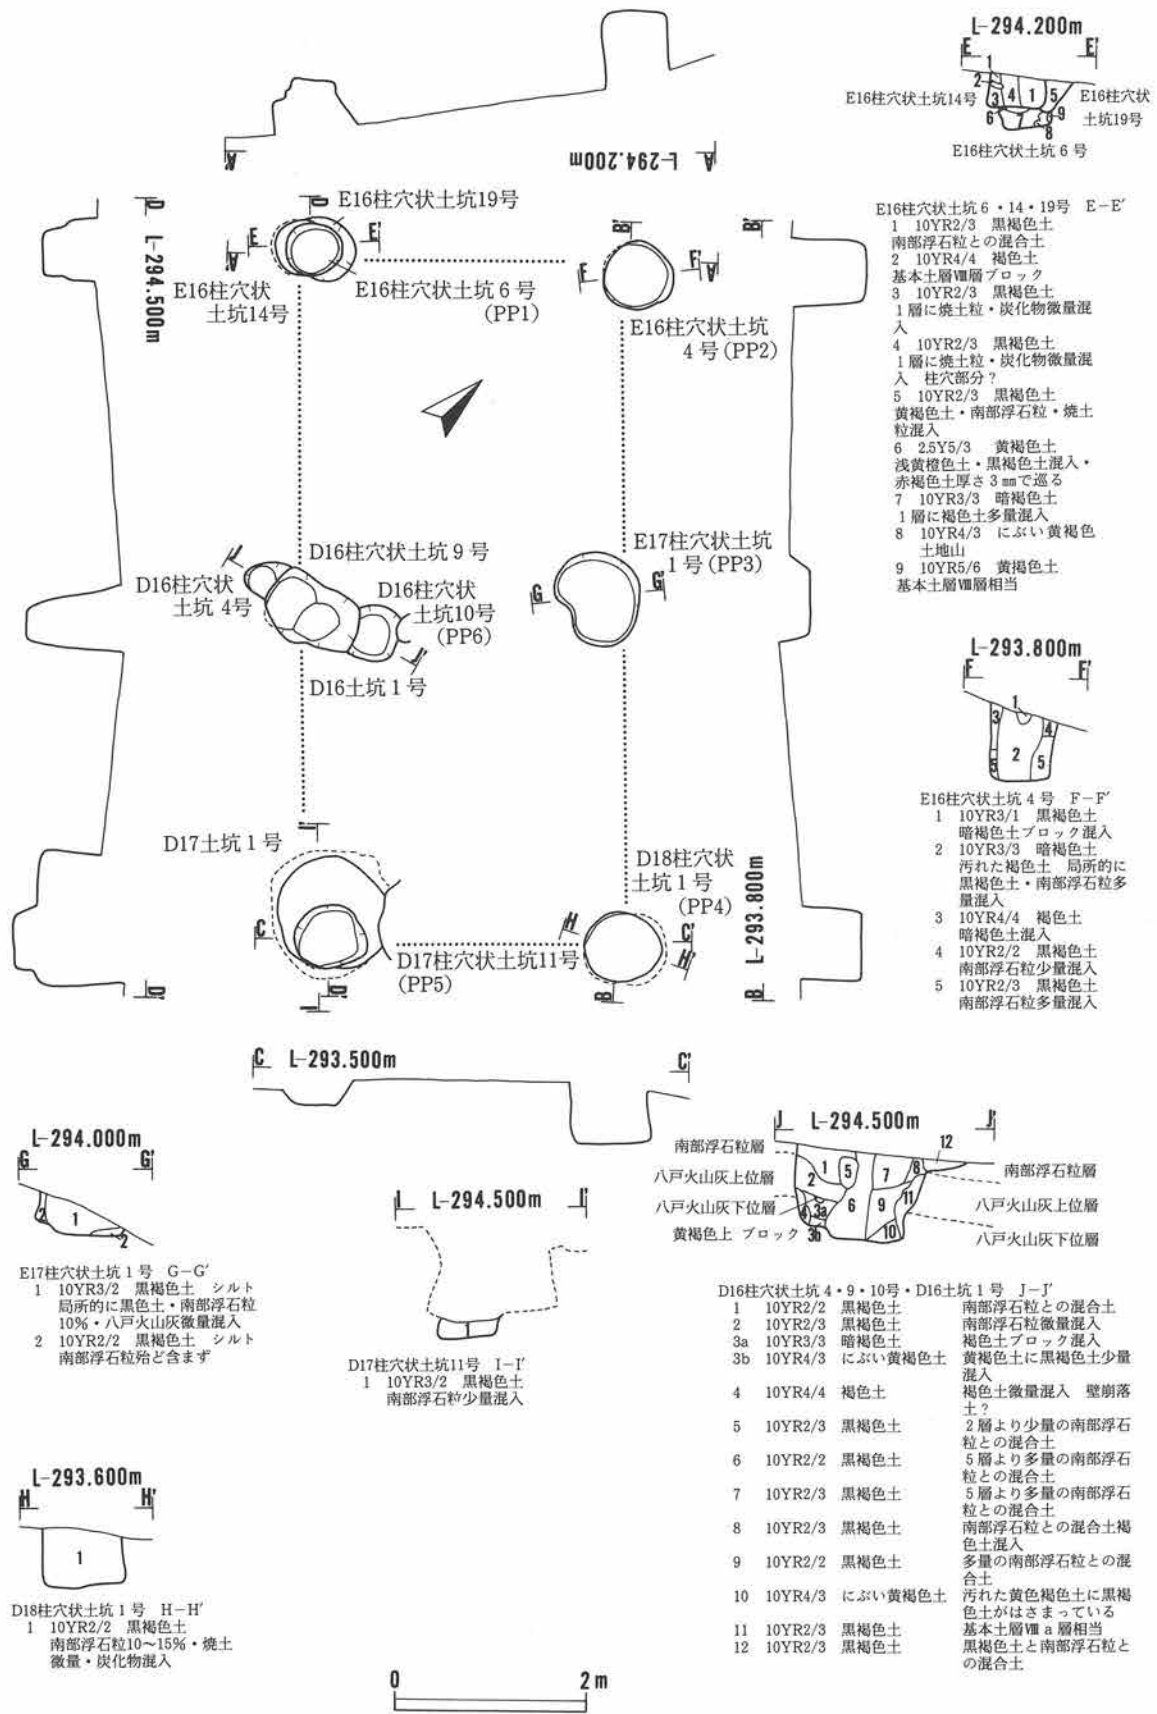 L-294.200m
E E′
1
2
3 4 1 5
6 7 9
8
E16柱穴状土坑14号
E16柱穴状
土坑19号
E16柱穴状土坑6号
A′ L-294.200m A
D
L-294.500m
D
E16柱穴状土坑19号
E E′
A′
E16柱穴状
土坑14号
E16柱穴状土坑6号
(PP1)
B′
F F′ A
E16柱穴状土坑
4号(PP2)
B′
E16柱穴状土坑6・14・19号 E-E′
1 10YR2/3 黒褐色土
南部浮石粒との混合土
2 10YR4/4 褐色土
基本土層Ⅷ層ブロック
3 10YR2/3 黒褐色土
1層に焼土粒・炭化物微量混
入
4 10YR2/3 黒褐色土
1層に焼土粒・炭化物微量混
入 柱穴部分?
5 10YR2/3 黒褐色土
黄褐色土・南部浮石粒・焼土
粒混入
6 2.5Y5/3 黄褐色土
浅黄橙色土・黒褐色土混入・
赤褐色土厚さ3㎜で巡る
7 10YR3/3 暗褐色土
1層に褐色土多量混入
8 10YR4/3 にぶい黄褐色
土地山
9 10YR5/6 黄掲色土
基本土層Ⅷ層相当
J
D16柱穴状土坑9号
D16柱穴状
土坑4号
D16柱穴状
土坑10号
(PP6)
J′
D16土坑1号
E17柱穴状土坑
1号(PP3)
G G′
L-293.800m
F F′
1
3 4
2
5 5
E16柱穴状土坑4号 F-F′
1 10YR3/1 黒褐色土
暗褐色土ブロック混入
2 10YR3/3 暗褐色土
汚れた褐色土 局所的に
黒褐色土・南部浮石粒多
量混入
3 10YR4/4 褐色土
暗褐色土混入
4 10YR2/2 黒褐色土
南部浮石粒少量混入
5 10YR2/3 黒褐色土
南部浮石粒多量混入
I′
D17土坑1号
C
D17柱穴状土坑11号
(PP5)
I D′
D′
D18柱穴状
土坑1号
(PP4)
H
C′
H′
B
L-293.800m
B
C L-293.500m C′
L-294.000m
G G′
2 1 2
E17柱穴状土坑1号 G-G′
1 10YR3/2 黒褐色土 シルト
局所的に黒色土・南部浮石粒
10%・八戸火山灰微量混入
2 10YR2/2 黒褐色土 シルト
南部浮石粒殆ど含まず
I L-294.500m I′
D17柱穴状土坑11号 I-I′
1 10YR3/2 黒褐色土
南部浮石粒少量混入
J L-294.500m J′
12
南部浮石粒層
八戸火山灰上位層
八戸火山灰下位層
黄褐色土 ブロック
1 5 7 8
2 6 9 11
4 3a
3b 10
南部浮石粒層
八戸火山灰上位層
八戸火山灰下位層
D16柱穴状土坑4・9・10号・D16土坑1号 J-J′
1 10YR2/2 黒褐色土 南部浮石粒との混合土
2 10YR2/3 黒褐色土 南部浮石粒微量混入
3a 10YR3/3 暗褐色土 褐色土ブロック混入
3b 10YR4/3 にぶい黄褐色土 黄褐色土に黒褐色土少量
混入
4 10YR4/4 褐色土 褐色土微量混入 壁崩落
土?
5 10YR2/3 黒褐色土 2層より少量の南部浮石
粒との混合土
6 10YR2/2 黒褐色土 5層より多量の南部浮石
粒との混合土
7 10YR2/3 黒褐色土 5層より多量の南部浮石
粒との混合土
8 10YR2/3 黒褐色土 南部浮石粒との混合土褐
色土混入
9 10YR2/2 黒褐色土 多量の南部浮石粒との混
合土
10 10YR4/3 にぶい黄褐色土 汚れた黄色褐色土に黒褐
色土がはさまっている
11 10YR2/3 黒褐色土 基本土層Ⅷa層相当
12 10YR2/3 黒褐色土 黒褐色土と南部浮石粒と
の混合土
L-293.600m
H H′
1
D18柱穴状土坑1号 H-H′
1 10YR2/2 黒褐色土
南部浮石粒10～15%・焼土
微量・炭化物混入
0 2m